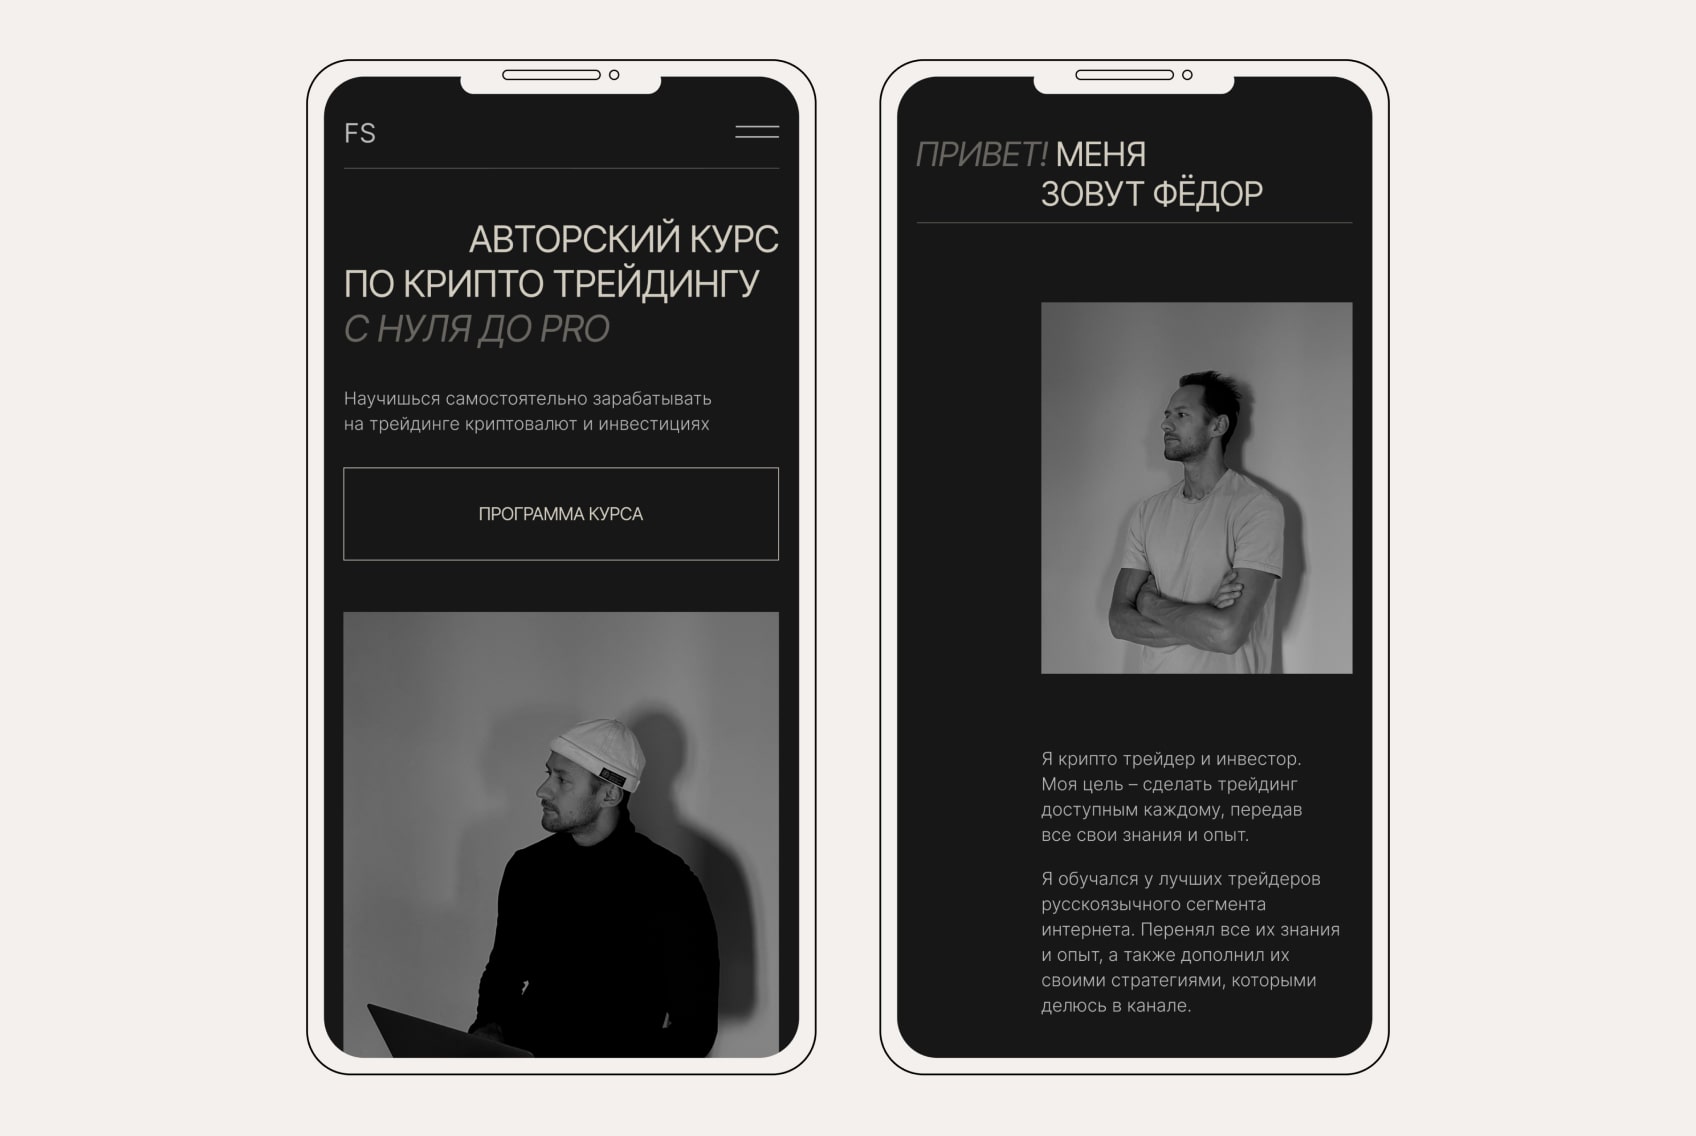 FS
АВТОРСКИЙ КУРС
ПО КРИПТО ТРЕЙДИНГУ
С НУЛЯ ДО PRO
Научишься самостоятельно зарабатывать
на трейдинге криптовалют и инвестициях
ПРОГРАММА КУРСА
ПРИВЕТ! МЕНЯ
ЗОВУТ ФЁДОР
Я крипто трейдер и инвестор.
Моя цель – сделать трейдинг
доступным каждому, передав
все свои знания и опыт.
Я обучался у лучших трейдеров
русскоязычного сегмента
интернета. Перенял все их знания
и опыт, а также дополнил их
своими стратегиями, которыми
делюсь в канале.